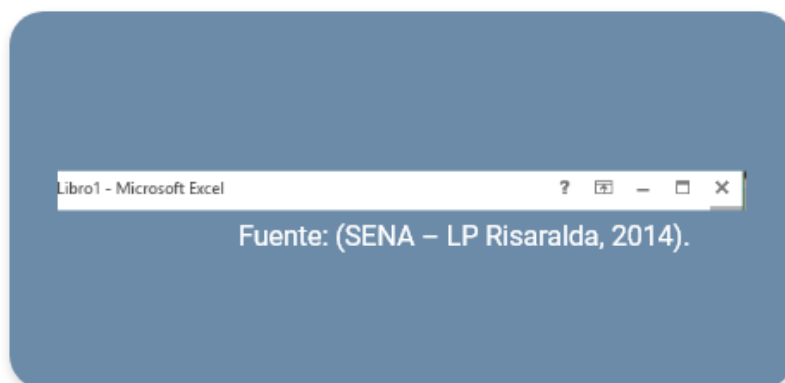 Libro1 - Microsoft Excel ?
Fuente: (SENA – LP Risaralda, 2014).